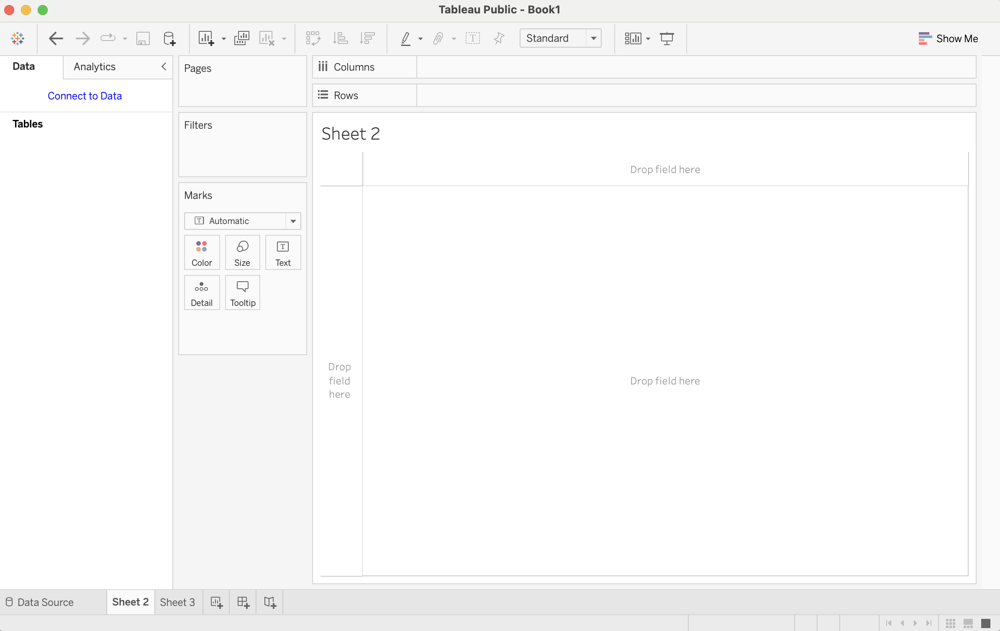 Tableau Public - Book1
Standard
Show Me
Data
Analytics
Connect to Data
Tables
Pages
Filters
Marks
T Automatic
Color
Size
T
Text
Detail
Tooltip
Columns
Rows
Sheet 2
Drop field here
Drop
field
here
Drop field here
Data Source
Sheet 2
Sheet 3